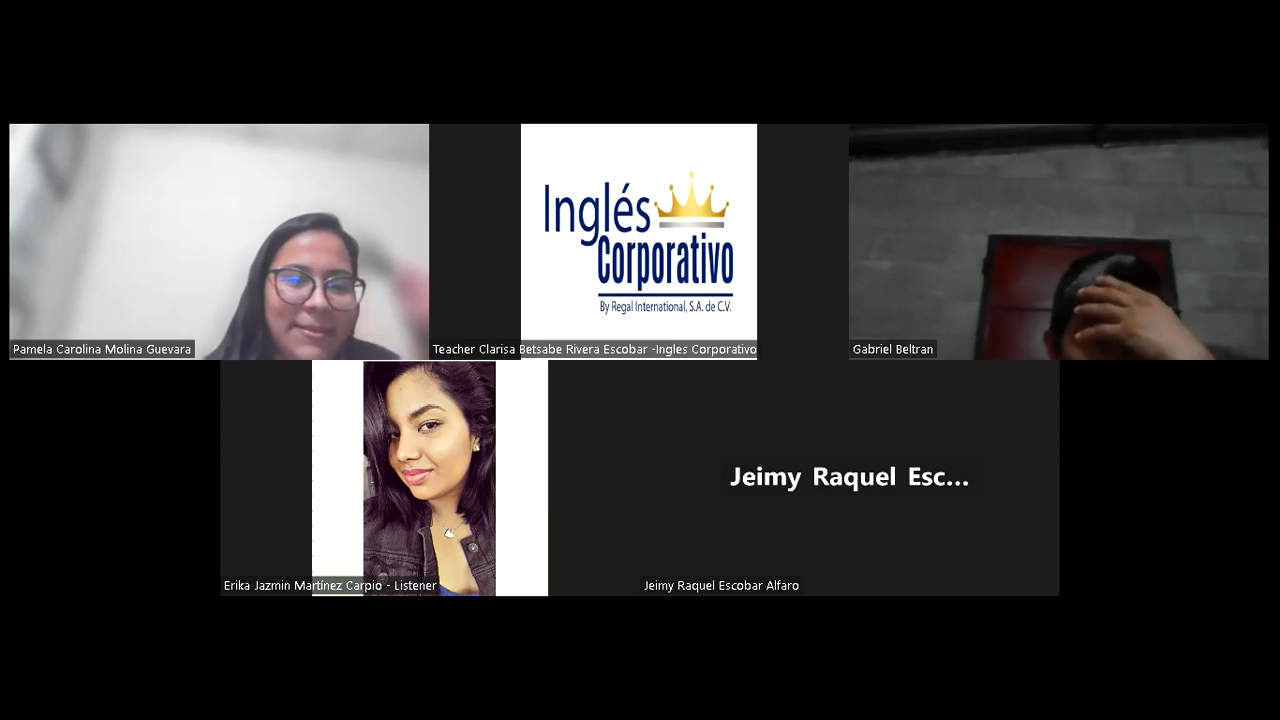 Inglés
Corporativo
By Regal International, S.A. de C.V.
Pamela Carolina Molina Guevara
Teacher Clarisa Betsabe Rivera Escobar -Ingles Corporativo
Gabriel Beltran
Jeimy Raquel Esc...
Erika Jazmin Martínez Carpio - Listener
Jeimy Raquel Escobar Alfaro